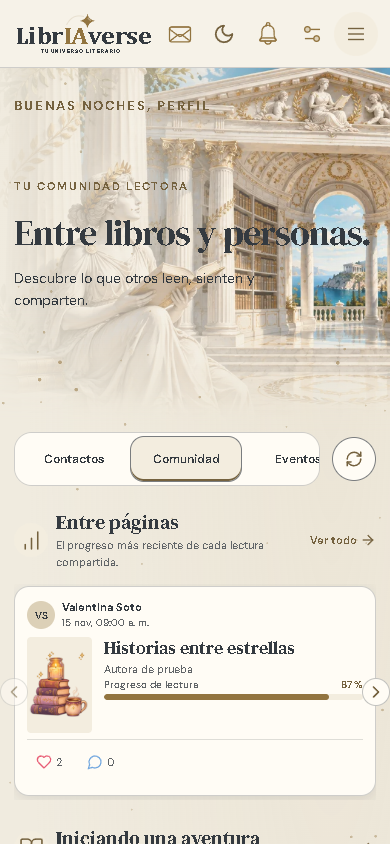 LibrIAverse
TU UNIVERSO LITERARIO
BUENAS NOCHES, PERFIL
TU COMUNIDAD LECTORA
Entre libros y personas.
Descubre lo que otros leen, sienten y
comparten.
Contactos
Comunidad
Eventos
Entre páginas
El progreso más reciente de cada lectura
compartida.
Ver todo
VS
Valentina Soto
15 nov, 09:00 a. m.
Historias entre estrellas
Autora de prueba
Progreso de lectura
87%
2
0
Iniciando una aventura